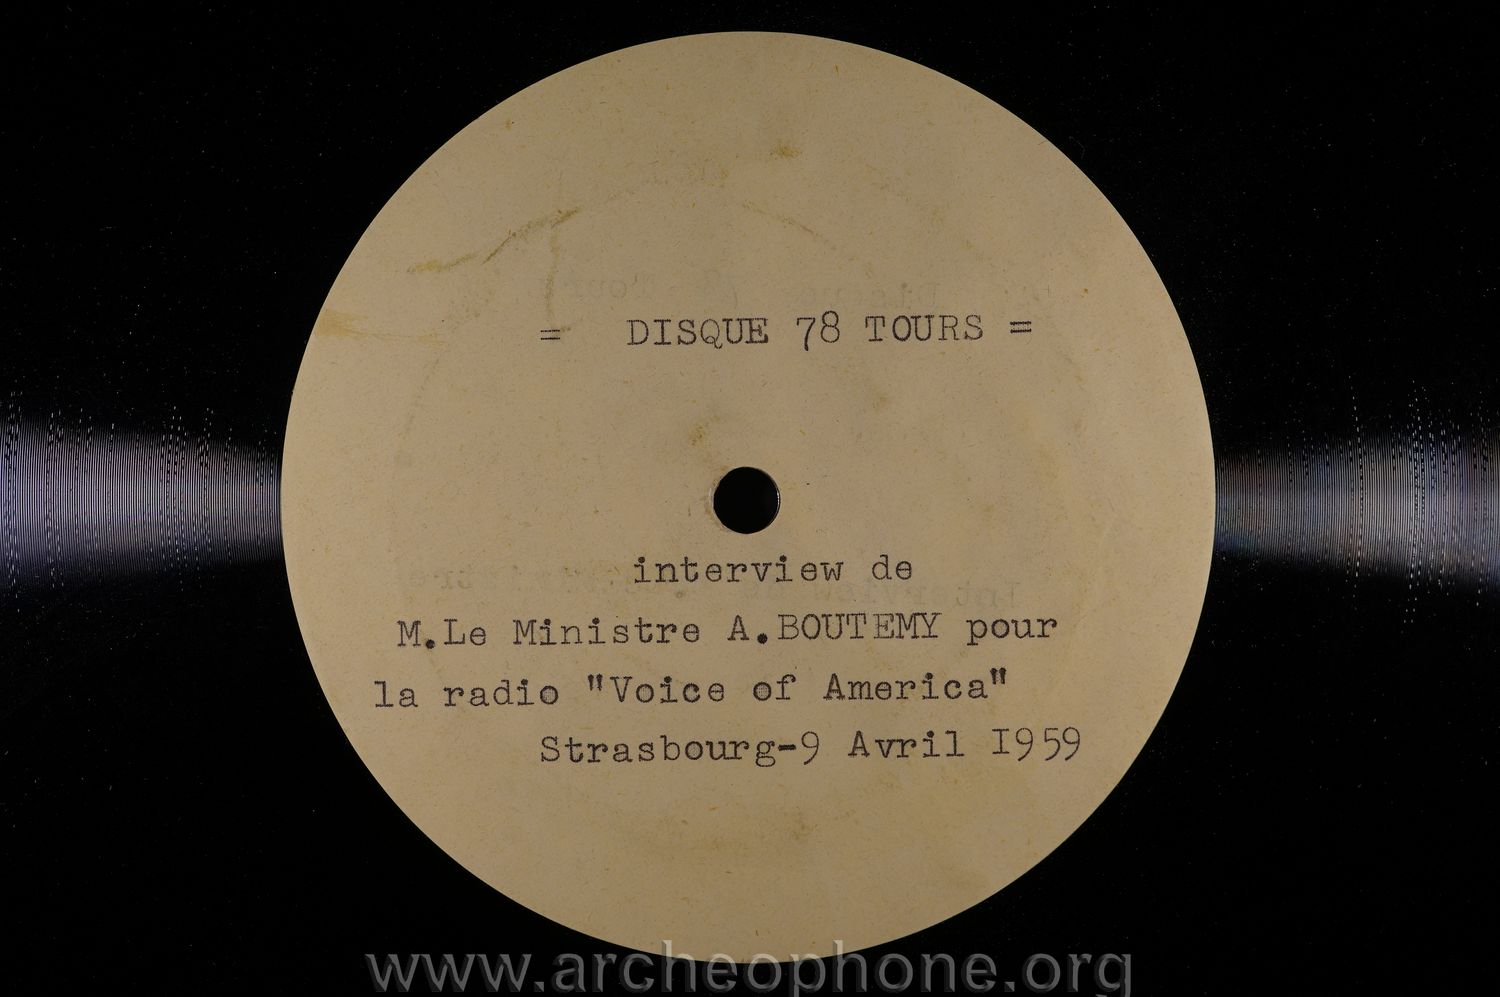 = DISQUE 78 TOURS =
interview de
M.Le Ministre A.BOUTEMY pour
la radio "Voice of America"
Strasbourg-9 Avril I959
www.archeophone.org